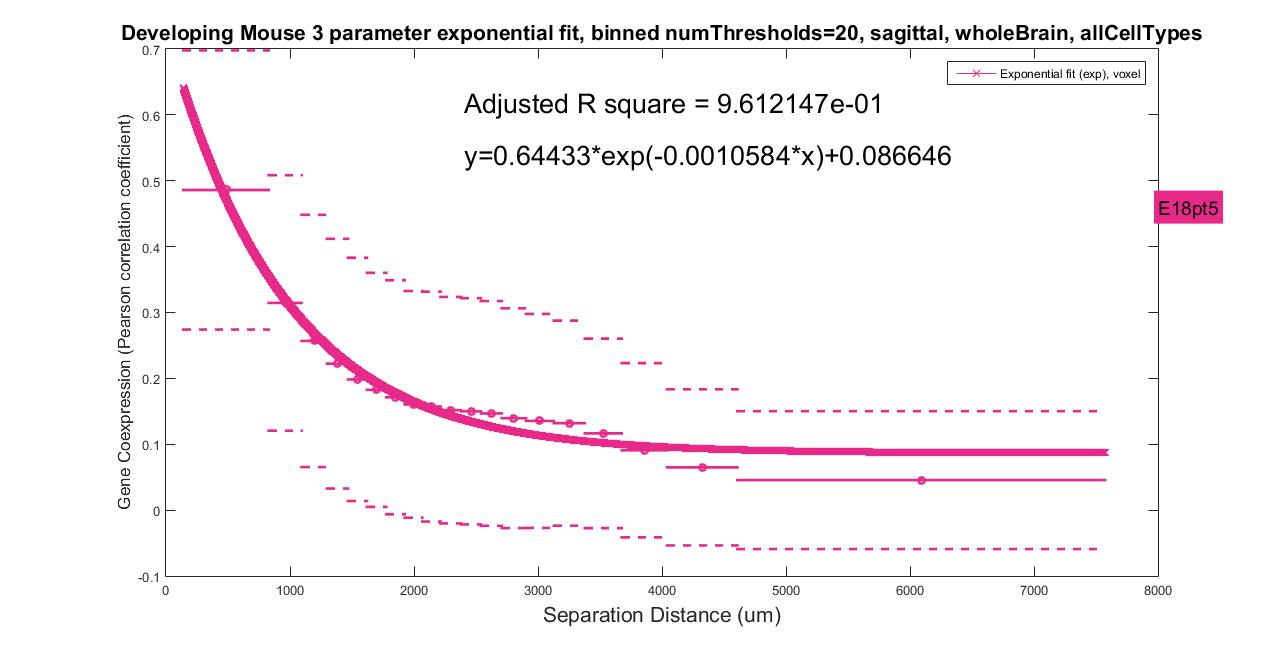 Developing Mouse 3 parameter exponential fit, binned numThresholds=20, sagittal, wholeBrain, allCellTypes
Exponential fit (exp), voxel
Adjusted R square = 9.612147e-01
y=0.64433*exp(-0.0010584*x)+0.086646
E18pt5
Gene Coexpression (Pearson correlation coefficient)
0.7
0.6
0.5
0.4
0.3
0.2
0.1
0
-0.1
0 1000 2000 3000 4000 5000 6000 7000 8000
Separation Distance (um)